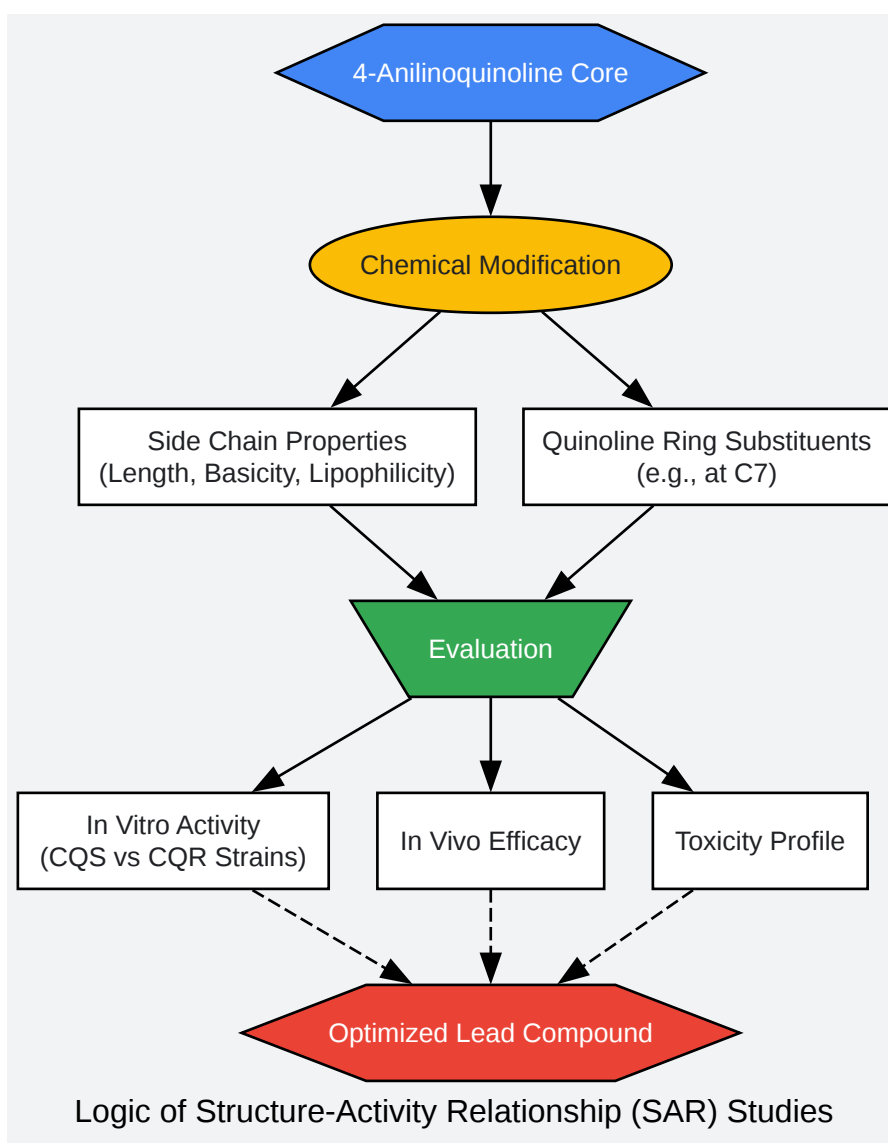 4-Anilinoquinoline Core
Chemical Modification
Side Chain Properties
(Length, Basicity, Lipophilicity)
Quinoline Ring Substituents
(e.g., at C7)
Evaluation
In Vitro Activity
(CQS vs CQR Strains)
In Vivo Efficacy
Toxicity Profile
Optimized Lead Compound
Logic of Structure-Activity Relationship (SAR) Studies